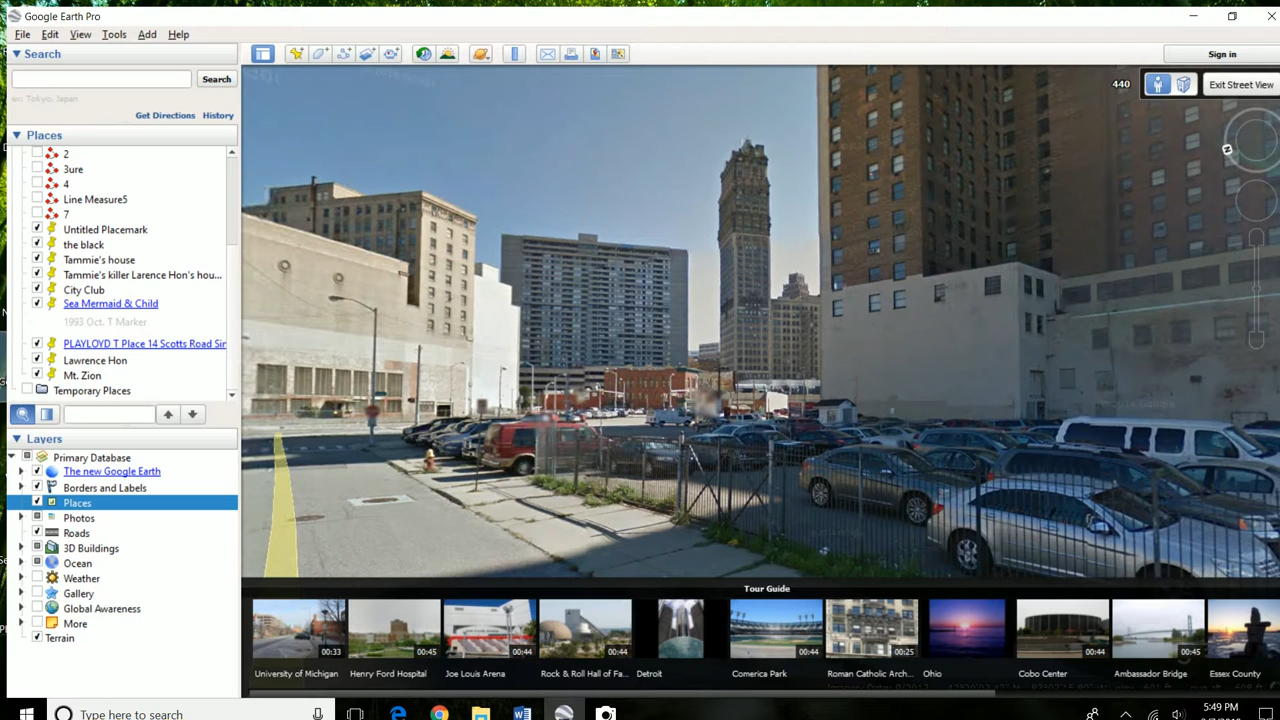 Google Earth Pro
File Edit View Tools Add Help
Search
Sign in
Search
ex: Tokyo, Japan
Get Directions History
440
Exit Street View
Places
2
3ure
4
Line Measure5
7
Untitled Placemark
the black
Tammie's house
Tammie's killer Larence Hon's hou...
City Club
Sea Mermaid & Child
1993 Oct. T Marker
PLAYLOYD T Place 14 Scotts Road Sin
Lawrence Hon
Mt. Zion
Temporary Places
Layers
Primary Database
The new Google Earth
Borders and Labels
Places
Photos
Roads
3D Buildings
Ocean
Weather
Gallery
Global Awareness
More
Terrain
Tour Guide
00:33 00:45 00:44 00:44 00:44 00:25 00:44 00:45
University of Michigan Henry Ford Hospital Joe Louis Arena Rock & Roll Hall of Fa... Detroit Comerica Park Roman Catholic Arch... Ohio Cobo Center Ambassador Bridge Essex County
Type here to search
5:49 PM